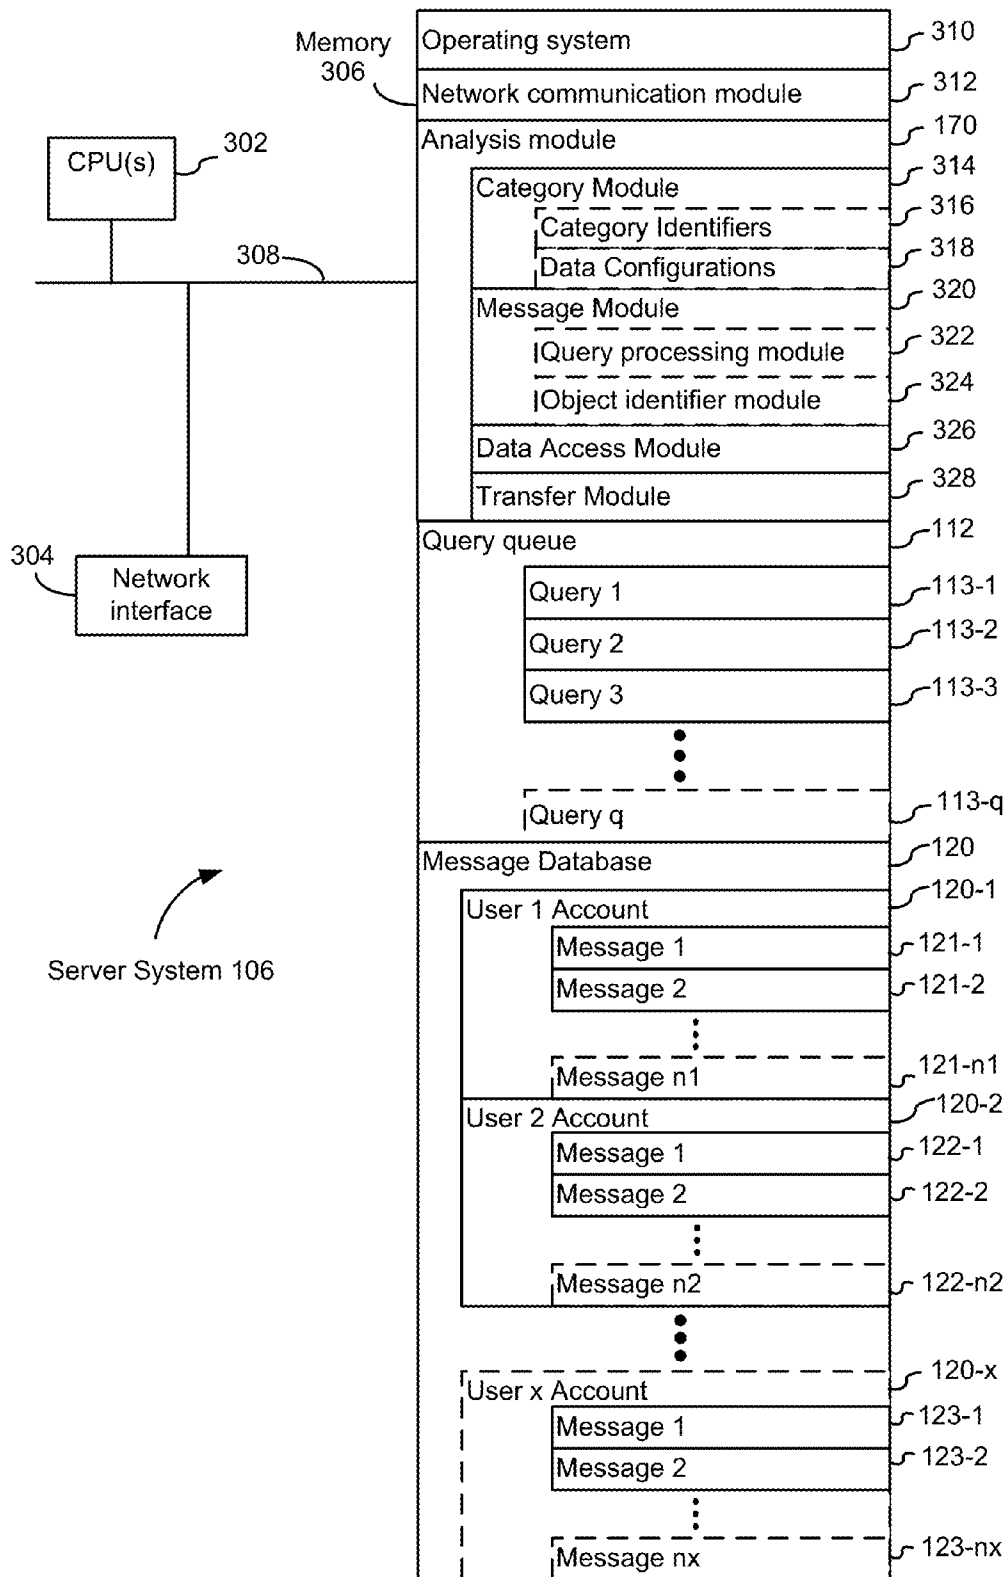 Memory
306
Operating system
310
Network communication module
312
Analysis module
170
CPU(s)
302
Category Module
314
Category Identifiers
316
Data Configurations
318
308
Message Module
320
Query processing module
322
Object identifier module
324
Data Access Module
326
Transfer Module
328
Query queue
112
304
Network
interface
Query 1
113-1
Query 2
113-2
Query 3
113-3
Query q
113-q
Message Database
120
User 1 Account
120-1
Message 1
121-1
Message 2
121-2
Server System 106
Message n1
121-n1
User 2 Account
120-2
Message 1
122-1
Message 2
122-2
Message n2
122-n2
User x Account
120-x
Message 1
123-1
Message 2
123-2
Message nx
123-nx